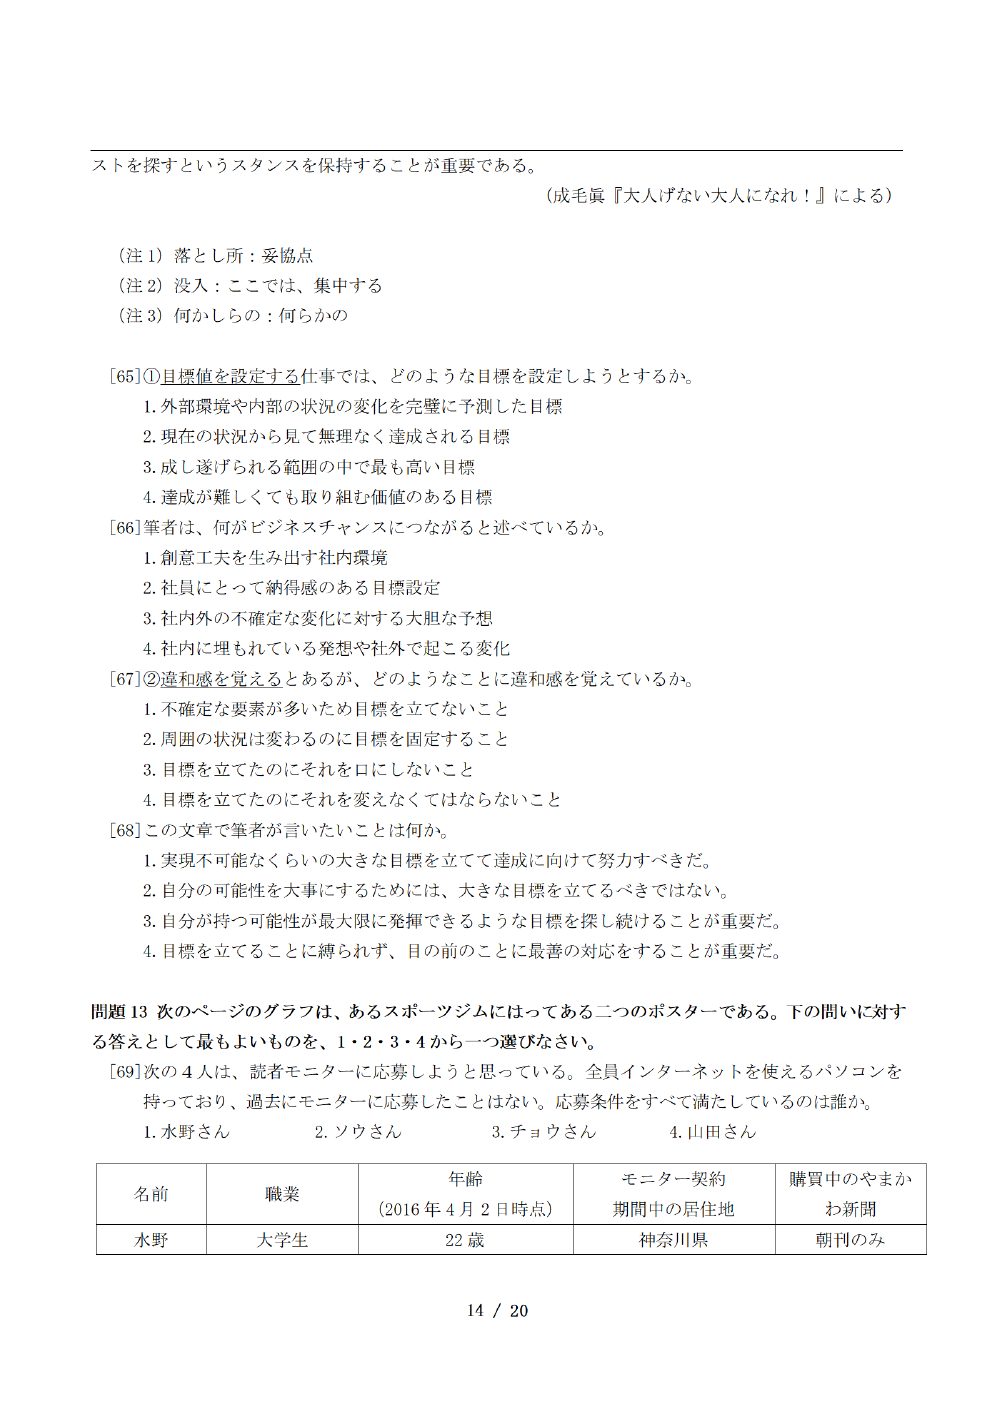 ストを探すというスタンスを保持することが重要である。
（成毛眞『大人げない大人になれ！』による）
（注 1）落とし所：妥協点
（注 2）没入：ここでは、集中する
（注 3）何かしらの：何らかの
[65]①目標値を設定する仕事では、どのような目標を設定しようとするか。
1.外部環境や内部の状況の変化を完璧に予測した目標
2.現在の状況から見て無理なく達成される目標
3.成し遂げられる範囲の中で最も高い目標
4.達成が難しくても取り組む価値のある目標
[66]筆者は、何がビジネスチャンスにつながると述べているか。
1.創意工夫を生み出す社内環境
2.社員にとって納得感のある目標設定
3.社内外の不確定な変化に対する大胆な予想
4.社内に埋もれている発想や社外で起こる変化
[67]②違和感を覚えるとあるが、どのようなことに違和感を覚えているか。
1.不確定な要素が多いため目標を立てないこと
2.周囲の状況は変わるのに目標を固定すること
3.目標を立てたのにそれを口にしないこと
4.目標を立てたのにそれを変えなくてはならないこと
[68]この文章で筆者が言いたいことは何か。
1.実現不可能なくらいの大きな目標を立てて達成に向けて努力すべきだ。
2.自分の可能性を大事にするためには、大きな目標を立てるべきではない。
3.自分が持つ可能性が最大限に発揮できるような目標を探し続けることが重要だ。
4.目標を立てることに縛られず、目の前のことに最善の対応をすることが重要だ。
問題 13 次のページのグラフは、あるスポーツジムにはってある二つのポスターである。下の問いに対す
る答えとして最もよいものを、1・2・3・4 から一つ選びなさい。
[69]次の 4 人は、読者モニターに応募しようと思っている。全員インターネットを使えるパソコンを
持っており、過去にモニターに応募したことはない。応募条件をすべて満たしているのは誰か。
1.水野さん 2.ソウさん 3.チョウさん 4.山田さん
名前 職業 年齢（2016 年 4 月 2 日時点） モニター契約期間中の居住地 購買中のやまかわ新聞
水野 大学生 22 歳 神奈川県 朝刊のみ
14 / 20